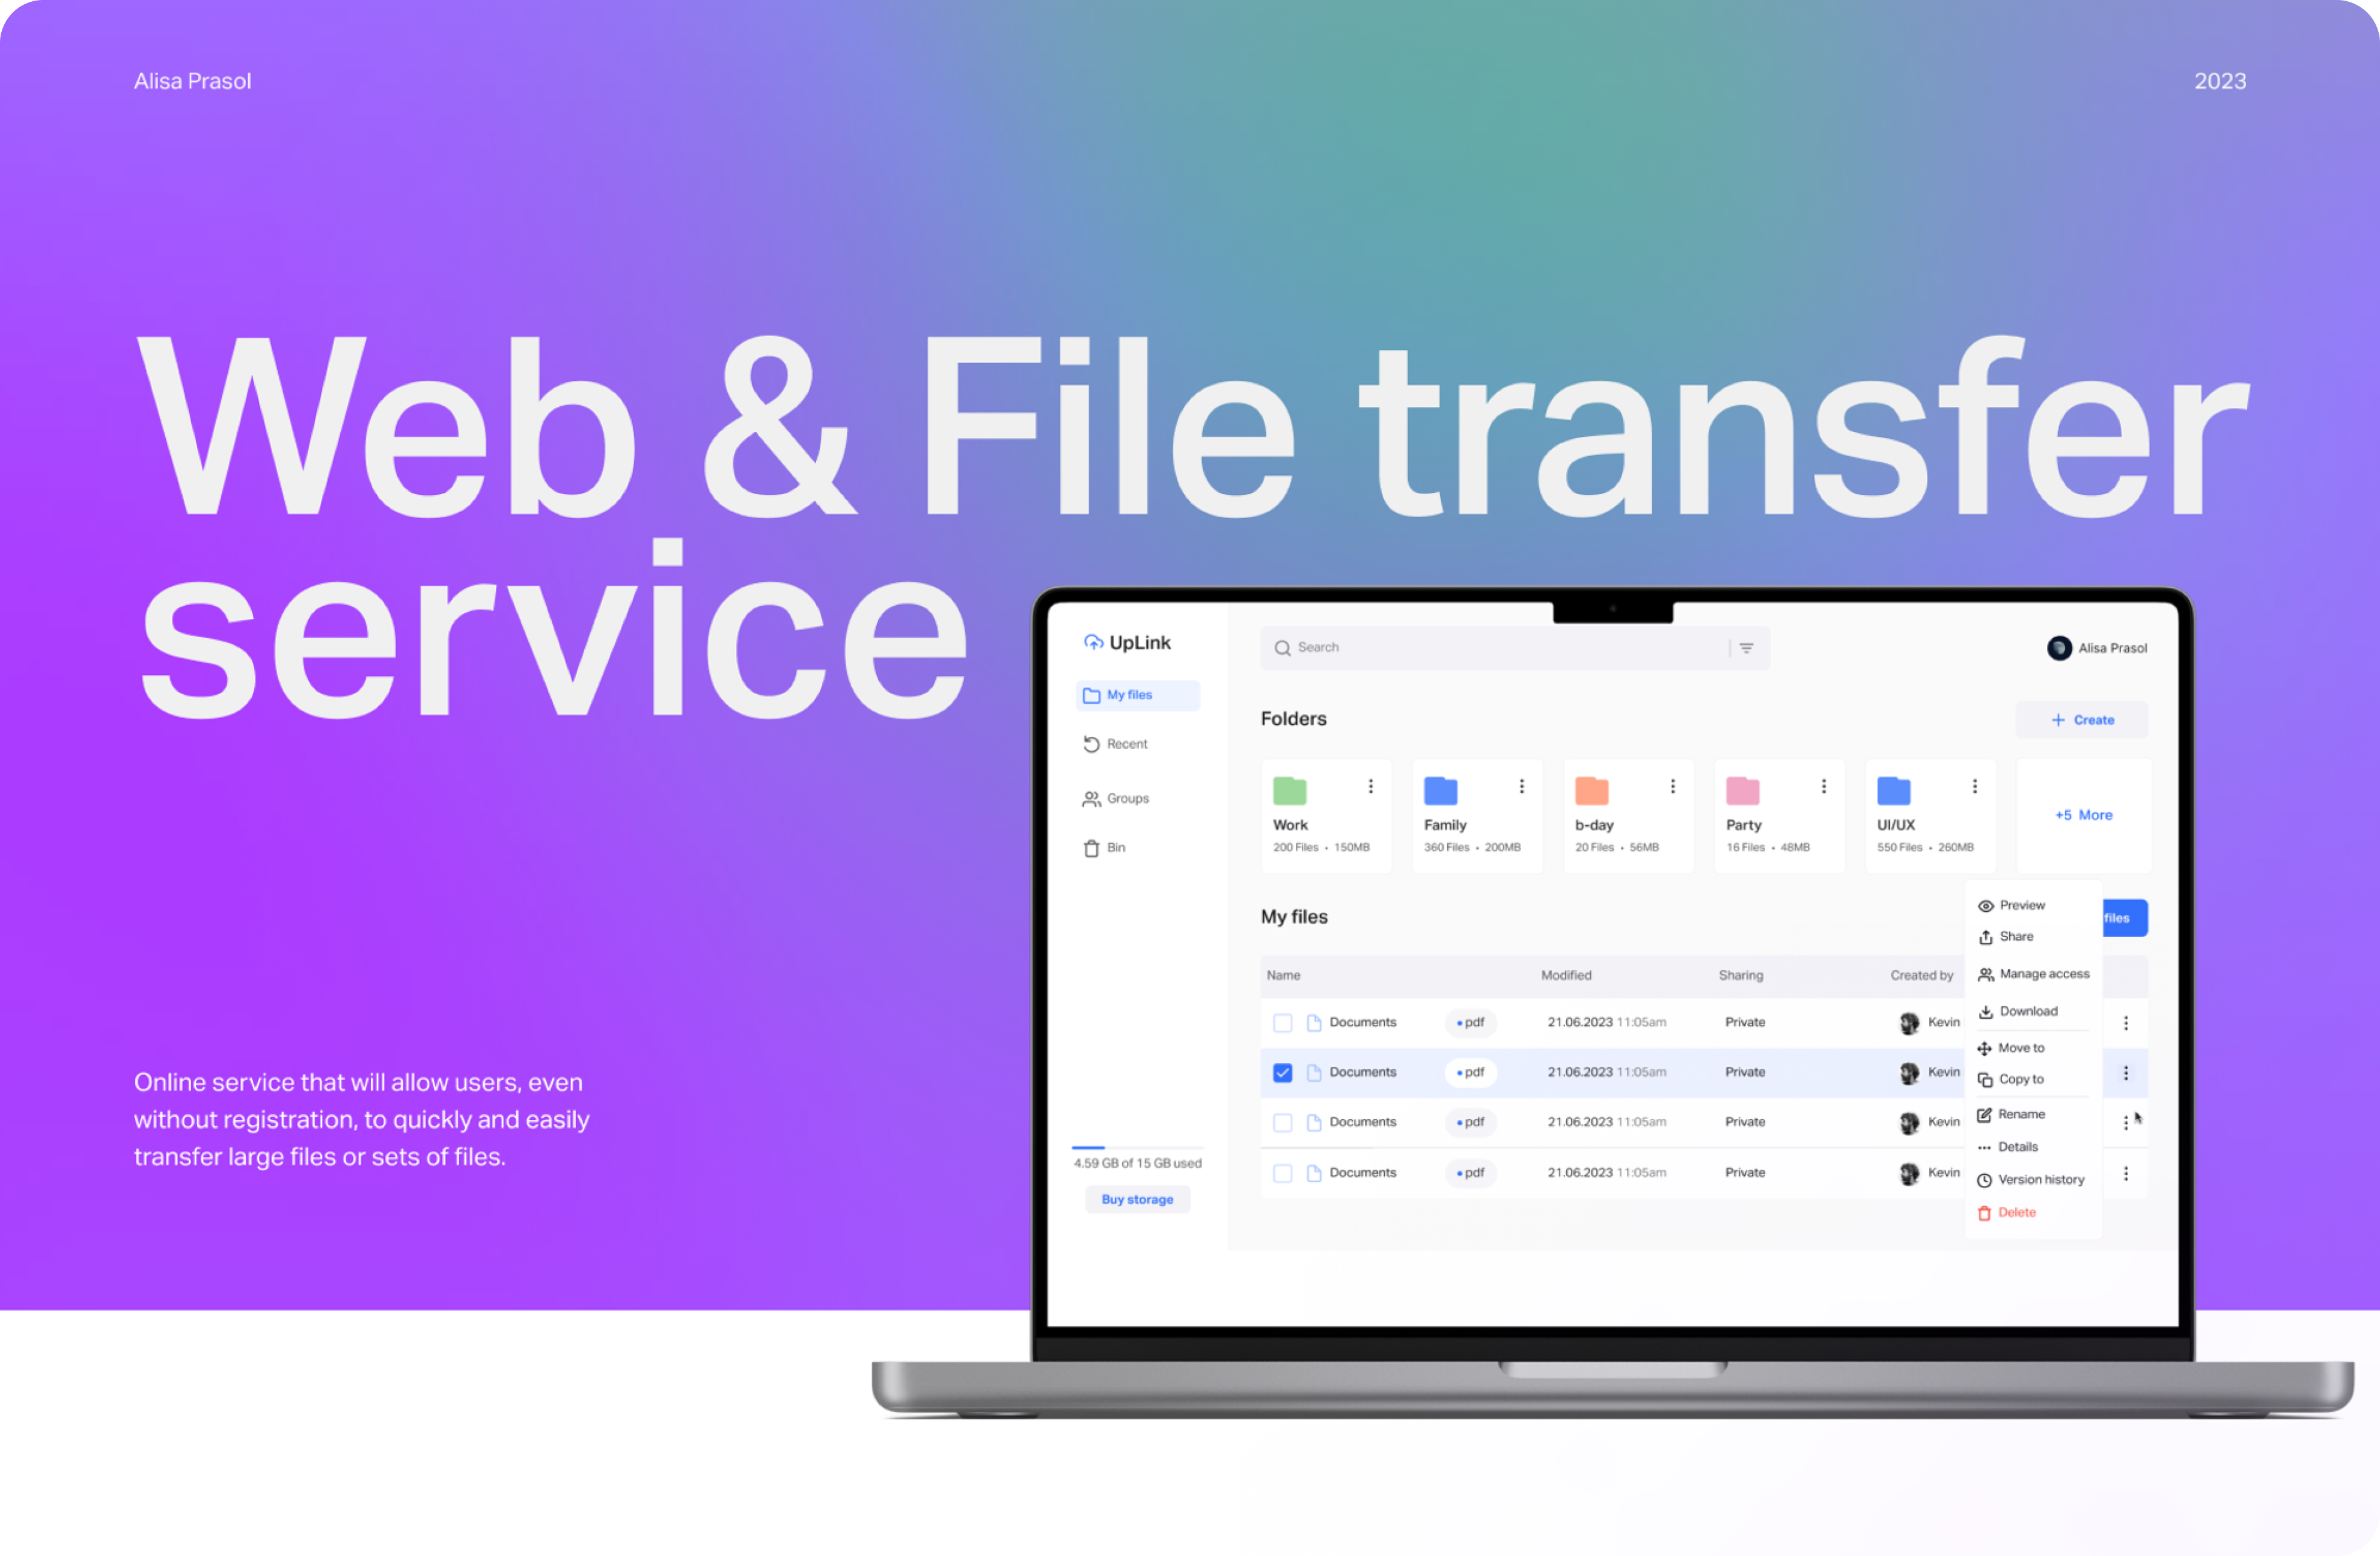 Alisa Prasol
2023
Web & File transfer
service
Online service that will allow users, even
without registration, to quickly and easily
transfer large files or sets of files.
UpLink
My files
Recent
Groups
Bin
4.59 GB of 15 GB used
Buy storage
Search
Alisa Prasol
Folders
+ Create
Work
200 Files • 150MB
Family
360 Files • 200MB
b-day
20 Files • 56MB
Party
16 Files • 48MB
UI/UX
550 Files • 260MB
+5 More
My files
files
Name Modified Sharing Created by
Documents •pdf 21.06.2023 11:05am Private Kevin
Documents •pdf 21.06.2023 11:05am Private Kevin
Documents •pdf 21.06.2023 11:05am Private Kevin
Documents •pdf 21.06.2023 11:05am Private Kevin
Preview
Share
Manage access
Download
Move to
Copy to
Rename
Details
Version history
Delete